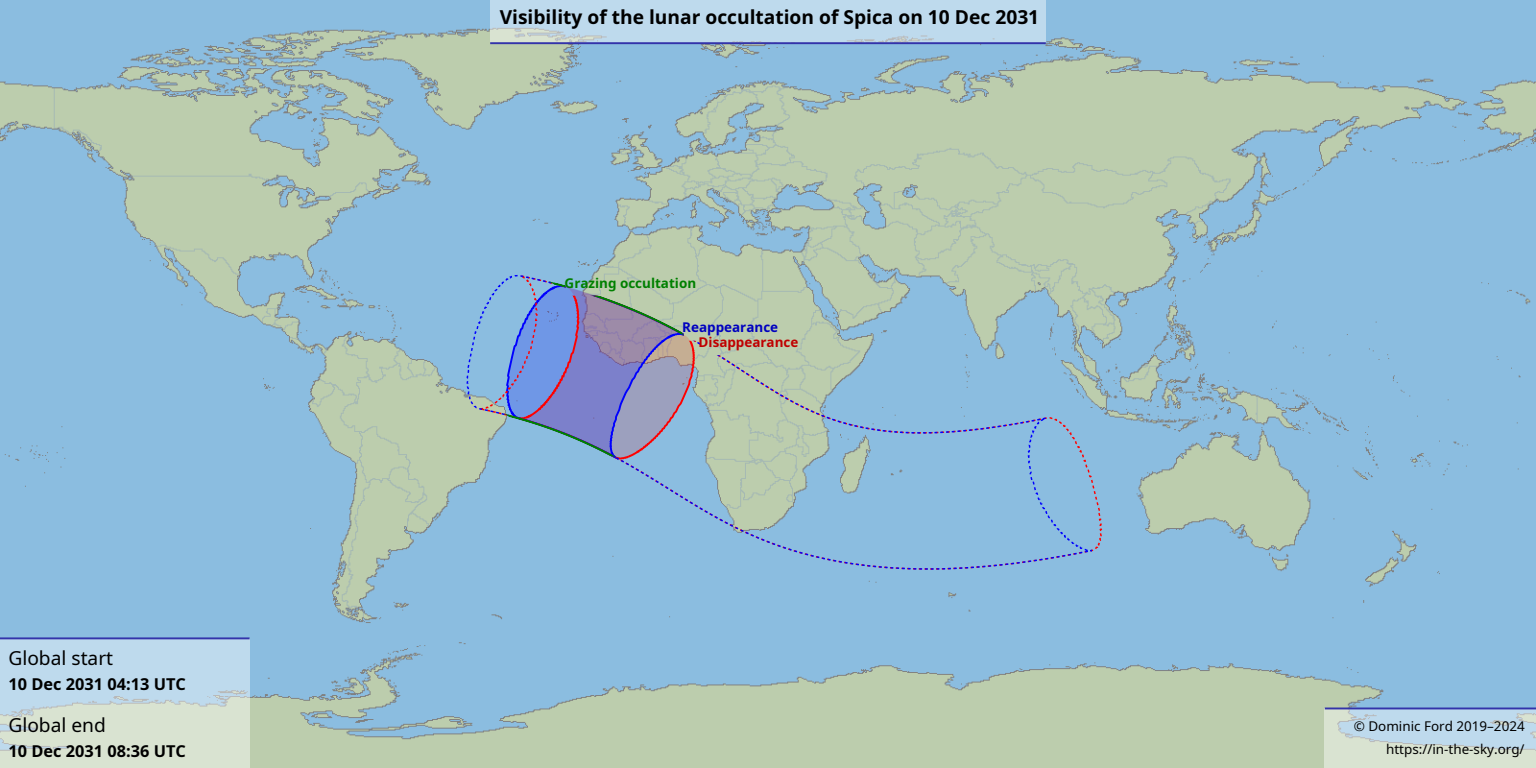 Visibility of the lunar occultation of Spica on 10 Dec 2031
Grazing occultation
Reappearance
Disappearance
Global start
10 Dec 2031 04:13 UTC
Global end
10 Dec 2031 08:36 UTC
© Dominic Ford 2019–2024
https://in-the-sky.org/